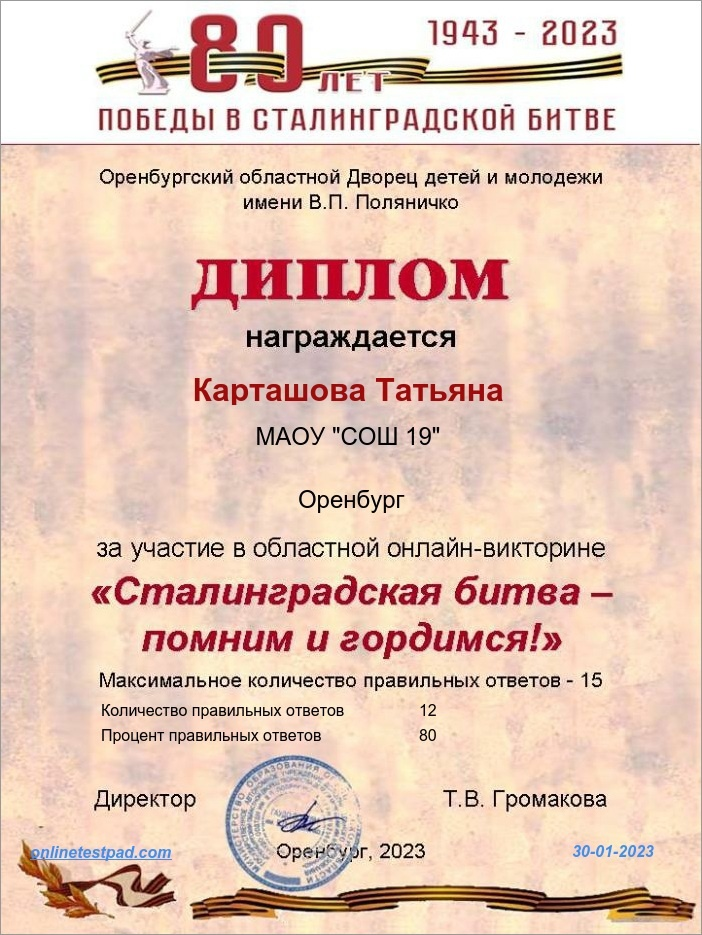 80 ЛЕТ
1943 - 2023
ПОБЕДЫ В СТАЛИНГРАДСКОЙ БИТВЕ
Оренбургский областной Дворец детей и молодежи
имени В.П. Поляничко
ДИПЛОМ
награждается
Карташова Татьяна
МАОУ "СОШ 19"
Оренбург
за участие в областной онлайн-викторине
«Сталинградская битва –
помним и гордимся!»
Максимальное количество правильных ответов - 15
Количество правильных ответов 12
Процент правильных ответов 80
Директор Т.В. Громакова
onlinetestpad.com Оренбург, 2023 30-01-2023